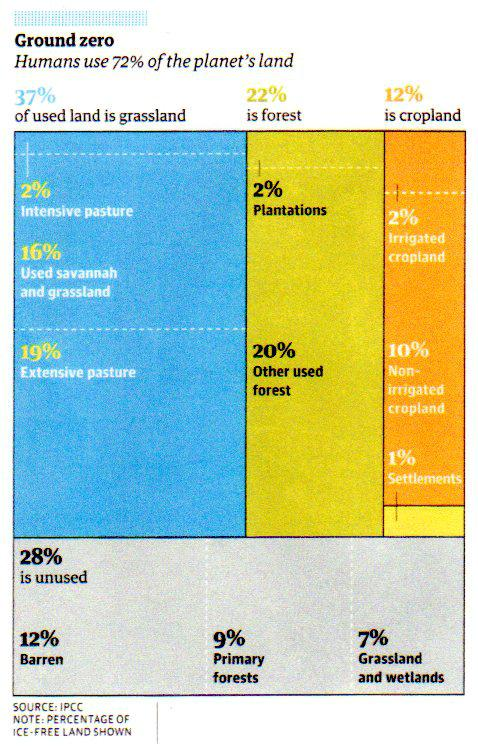 Ground zero
Humans use 72% of the planet's land
37%
of used land is grassland
22%
is forest
12%
is cropland
2%
Intensive pasture
16%
Used savannah
and grassland
19%
Extensive pasture
2%
Plantations
20%
Other used
forest
2%
Irrigated
cropland
10%
Non-
irrigated
cropland
1%
Settlements
28%
is unused
12%
Barren
9%
Primary
forests
7%
Grassland
and wetlands
SOURCE: IPCC
NOTE: PERCENTAGE OF
ICE-FREE LAND SHOWN